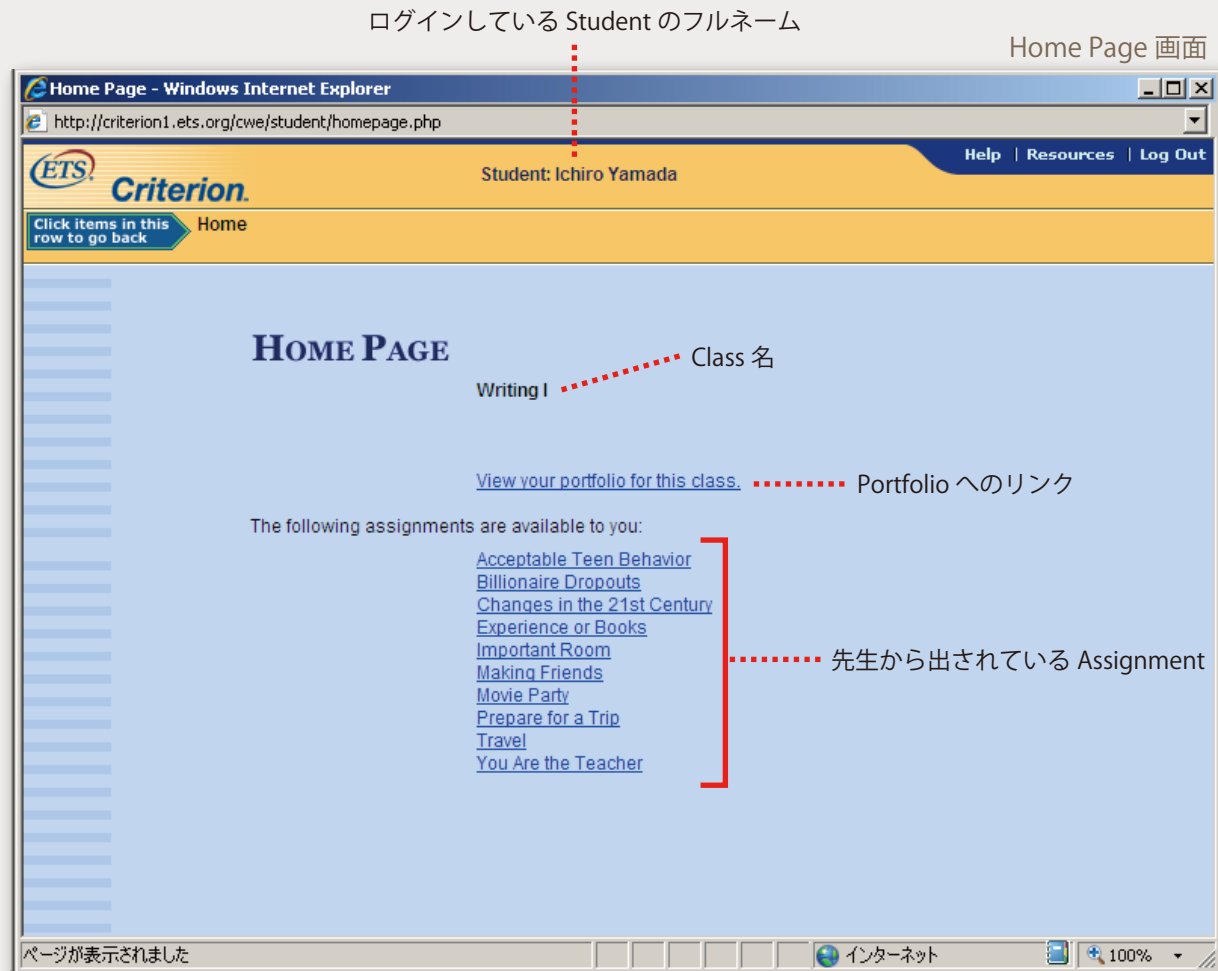 ログインしている Student のフルネーム
Home Page 画面
Home Page - Windows Internet Explorer
http://criterion1.ets.org/cwe/student/homepage.php
ETS
Criterion.
Student: Ichiro Yamada
Help | Resources | Log Out
Click items in this
row to go back
Home
HOME PAGE
Class 名
Writing I
View your portfolio for this class.
Portfolio へのリンク
The following assignments are available to you:
Acceptable Teen Behavior
Billionaire Dropouts
Changes in the 21st Century
Experience or Books
Important Room
Making Friends
Movie Party
Prepare for a Trip
Travel
You Are the Teacher
先生から出されている Assignment
ページが表示されました
インターネット
100%